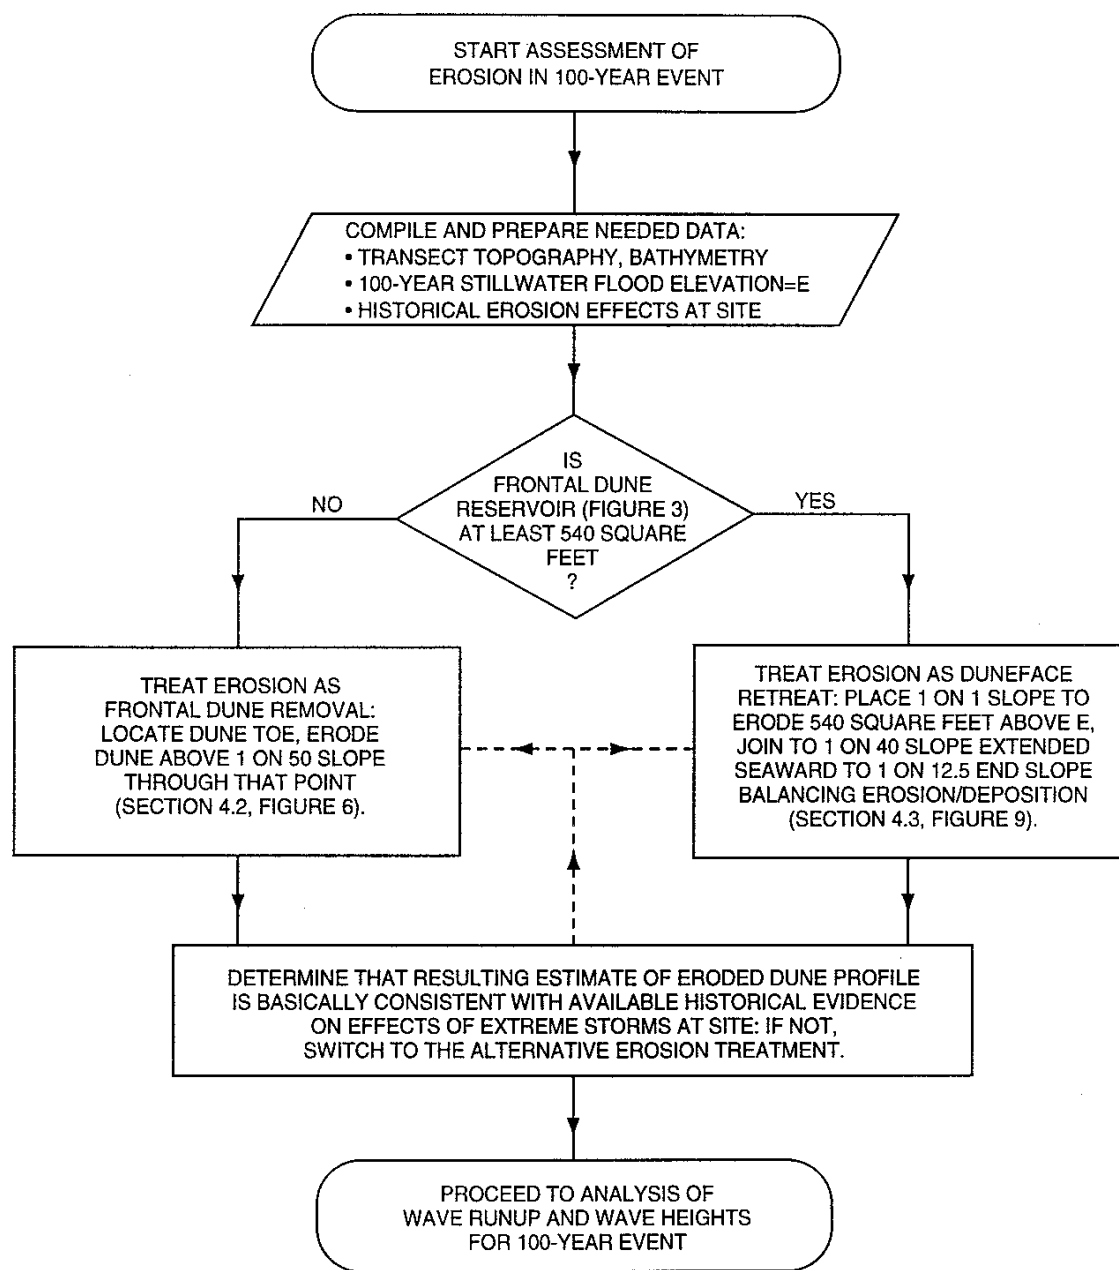 START ASSESSMENT OF
EROSION IN 100-YEAR EVENT
COMPILE AND PREPARE NEEDED DATA:
• TRANSECT TOPOGRAPHY, BATHYMETRY
• 100-YEAR STILLWATER FLOOD ELEVATION=E
• HISTORICAL EROSION EFFECTS AT SITE
IS
FRONTAL DUNE
RESERVOIR (FIGURE 3)
AT LEAST 540 SQUARE
FEET
?
NO
YES
TREAT EROSION AS
FRONTAL DUNE REMOVAL:
LOCATE DUNE TOE, ERODE
DUNE ABOVE 1 ON 50 SLOPE
THROUGH THAT POINT
(SECTION 4.2, FIGURE 6).
TREAT EROSION AS DUNEFACE
RETREAT: PLACE 1 ON 1 SLOPE TO
ERODE 540 SQUARE FEET ABOVE E,
JOIN TO 1 ON 40 SLOPE EXTENDED
SEAWARD TO 1 ON 12.5 END SLOPE
BALANCING EROSION/DEPOSITION
(SECTION 4.3, FIGURE 9).
DETERMINE THAT RESULTING ESTIMATE OF ERODED DUNE PROFILE
IS BASICALLY CONSISTENT WITH AVAILABLE HISTORICAL EVIDENCE
ON EFFECTS OF EXTREME STORMS AT SITE: IF NOT,
SWITCH TO THE ALTERNATIVE EROSION TREATMENT.
PROCEED TO ANALYSIS OF
WAVE RUNUP AND WAVE HEIGHTS
FOR 100-YEAR EVENT